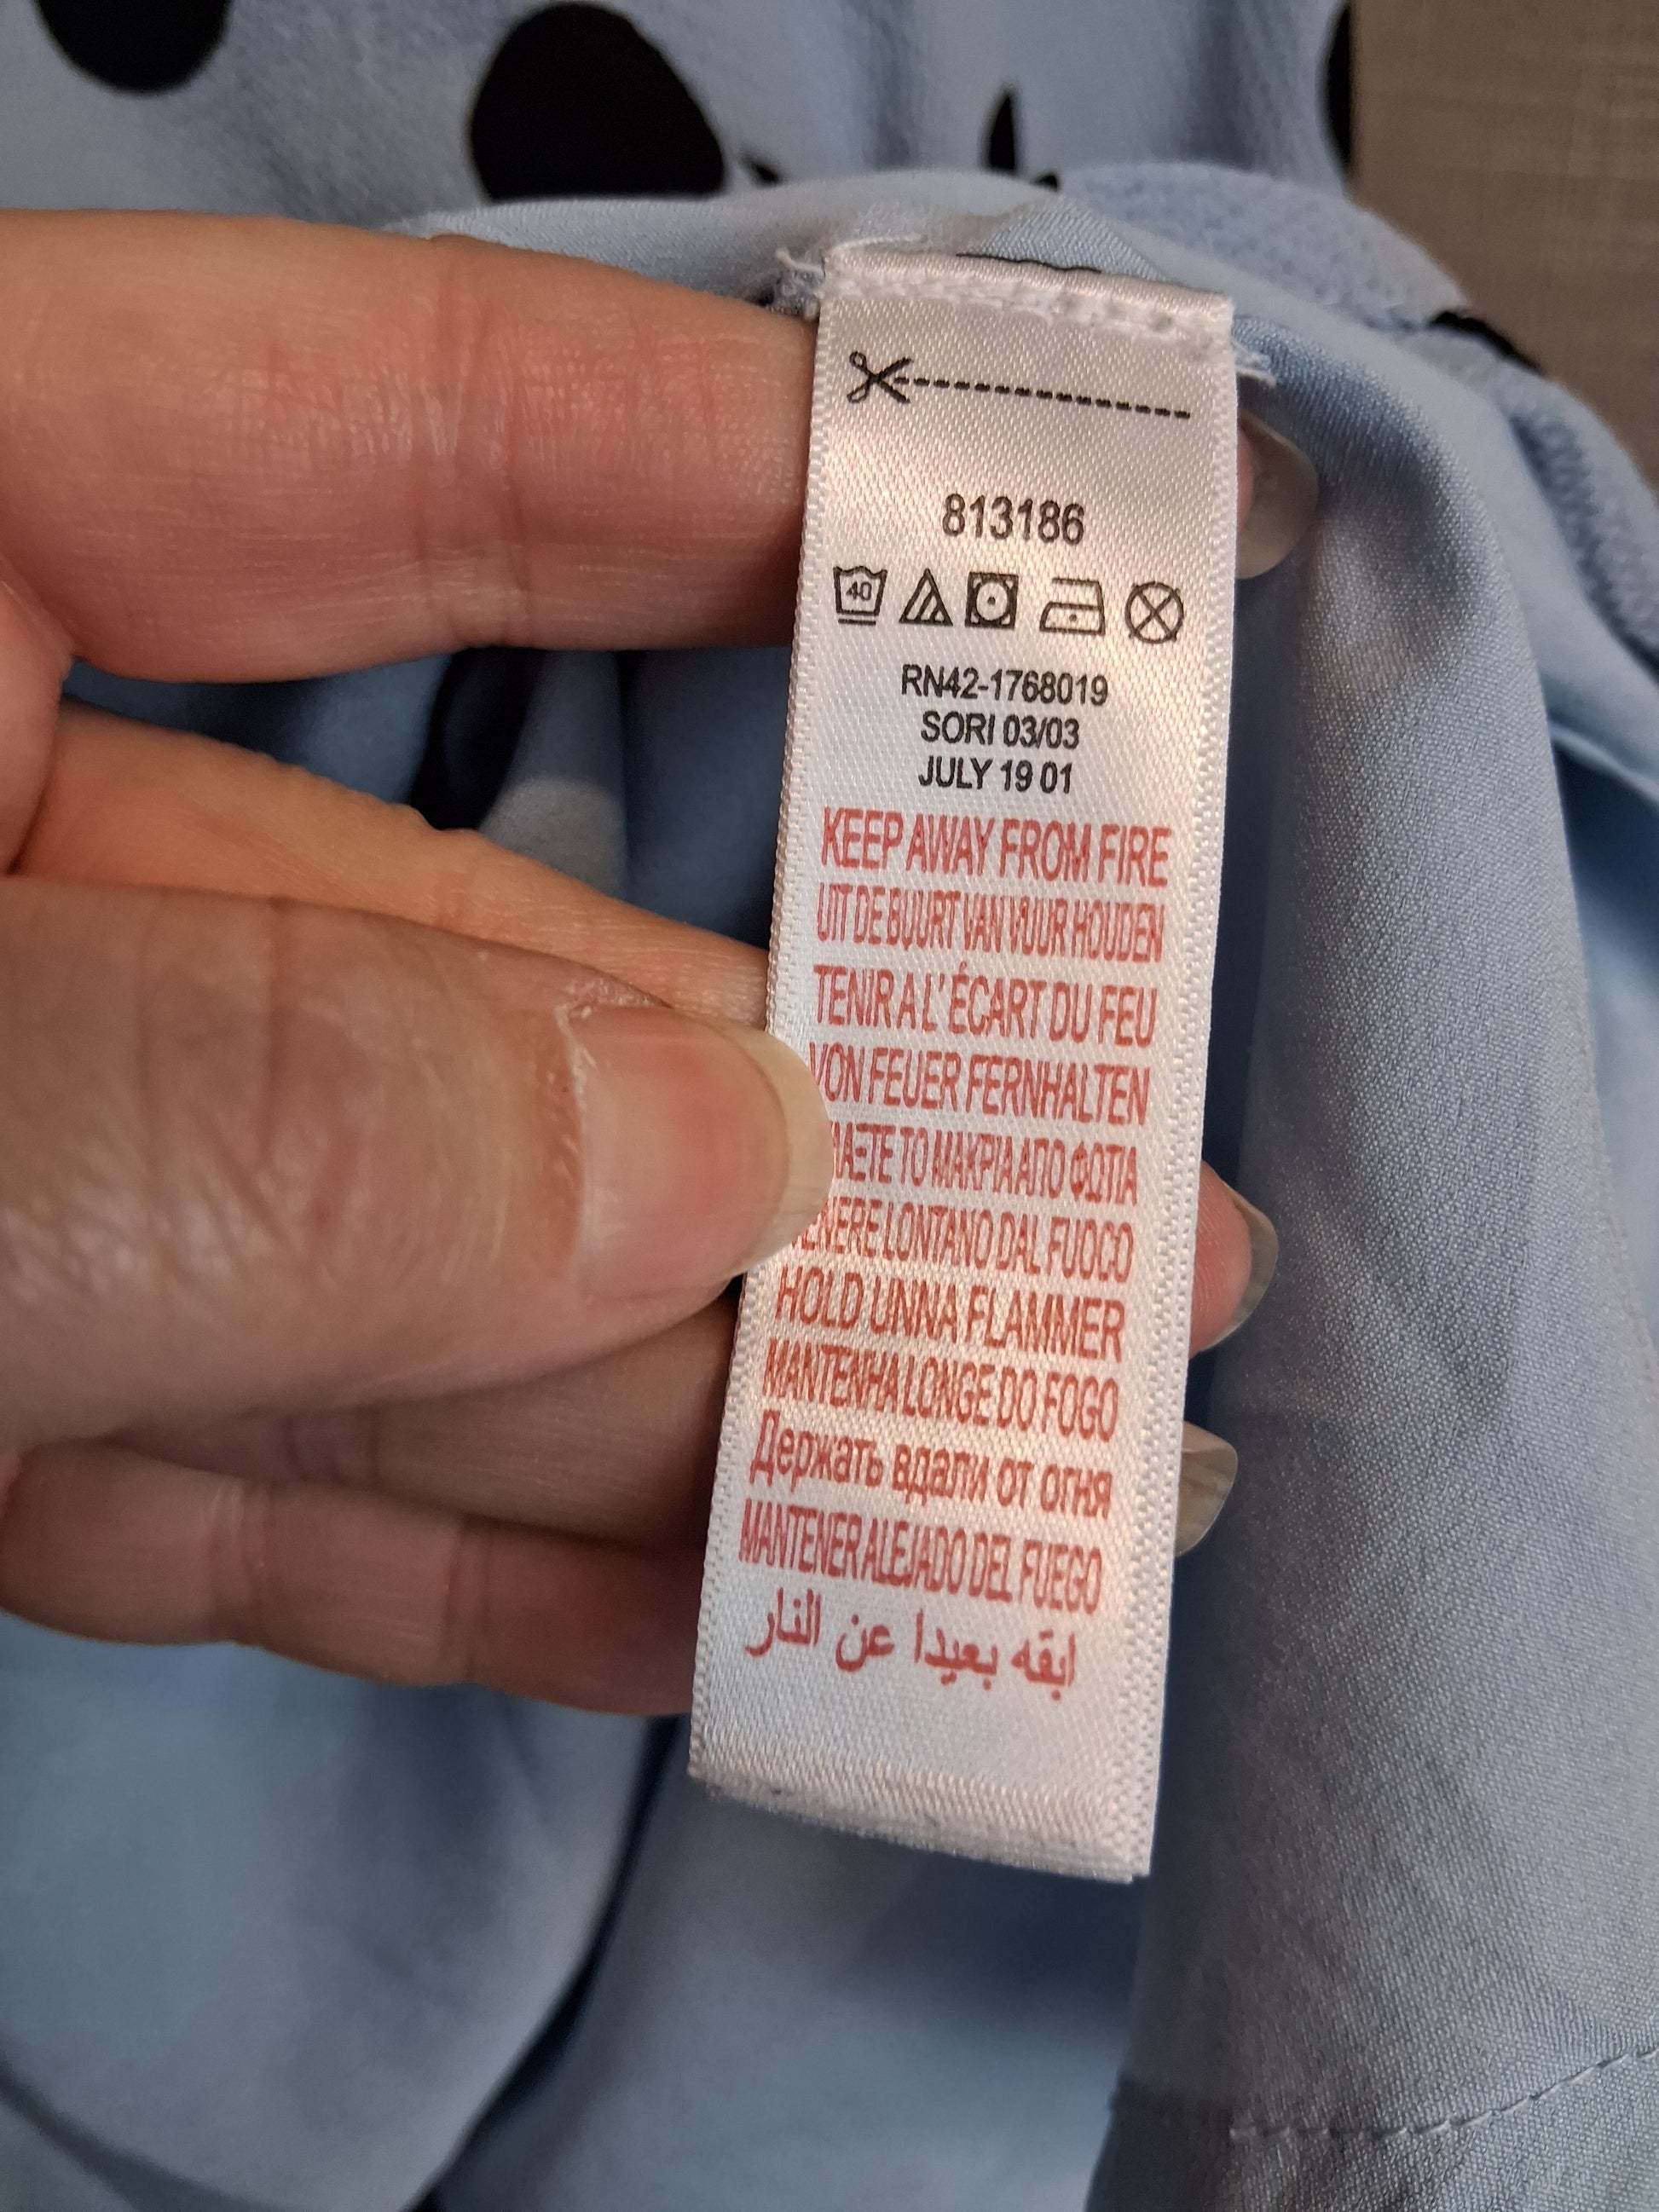 813186
40
RN42-1768019
SORI 03/03
JULY 19 01
KEEP AWAY FROM FIRE
UIT DE BUURT VAN VUUR HOUDEN
TENIR A L'ÉCART DU FEU
VON FEUER FERNHALTEN
ΤΟ ΜΑΚΡΙΑ ΑΠΟ ΦΩΤΙΑ
LONTANO DAL FUOCO
HOLD UNNA FLAMMER
MANTENHA LONGE DO FOGO
Держать вдали от огня
MANTENER ALEJADO DEL FUEGO
ابقه بعيدا عن النار